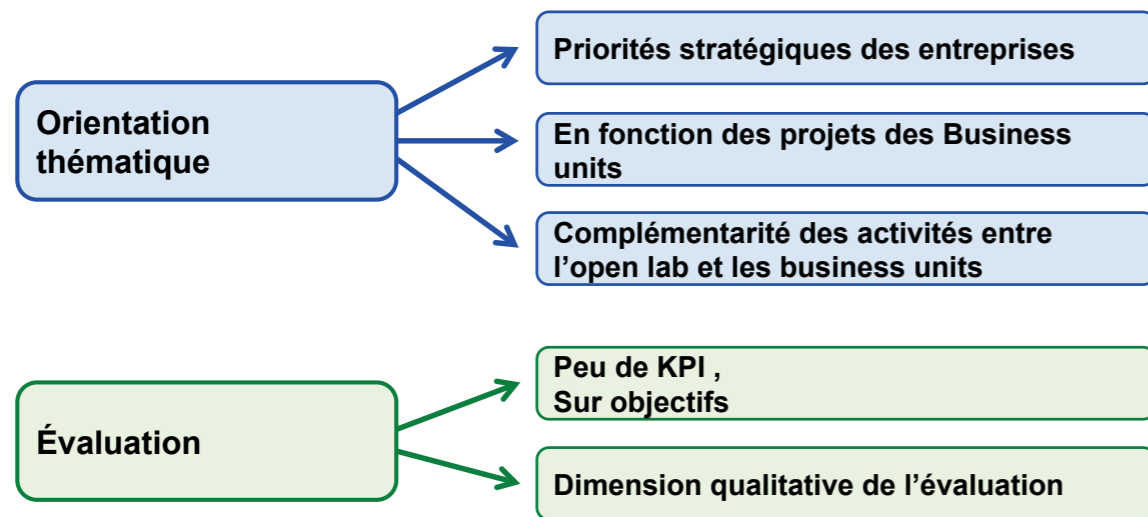 Orientation
thématique
Priorités stratégiques des entreprises
En fonction des projets des Business
units
Complémentarité des activités entre
l’open lab et les business units
Évaluation
Peu de KPI ,
Sur objectifs
Dimension qualitative de l’évaluation